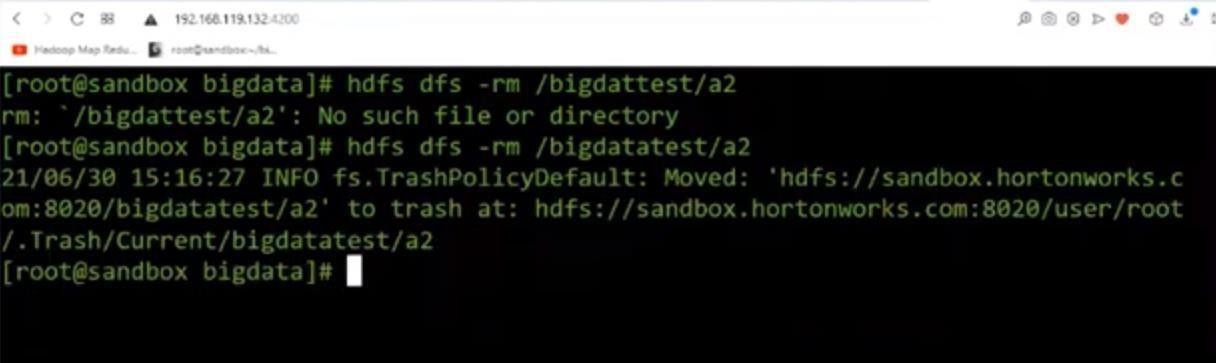 192.168.119.132:4200
Hadoop Map Redu... root@sandbox:~/bi...
[root@sandbox bigdata]# hdfs dfs -rm /bigdattest/a2
rm: `/bigdattest/a2': No such file or directory
[root@sandbox bigdata]# hdfs dfs -rm /bigdatatest/a2
21/06/30 15:16:27 INFO fs.TrashPolicyDefault: Moved: 'hdfs://sandbox.hortonworks.c
om:8020/bigdatatest/a2' to trash at: hdfs://sandbox.hortonworks.com:8020/user/root
/.Trash/Current/bigdatatest/a2
[root@sandbox bigdata]#